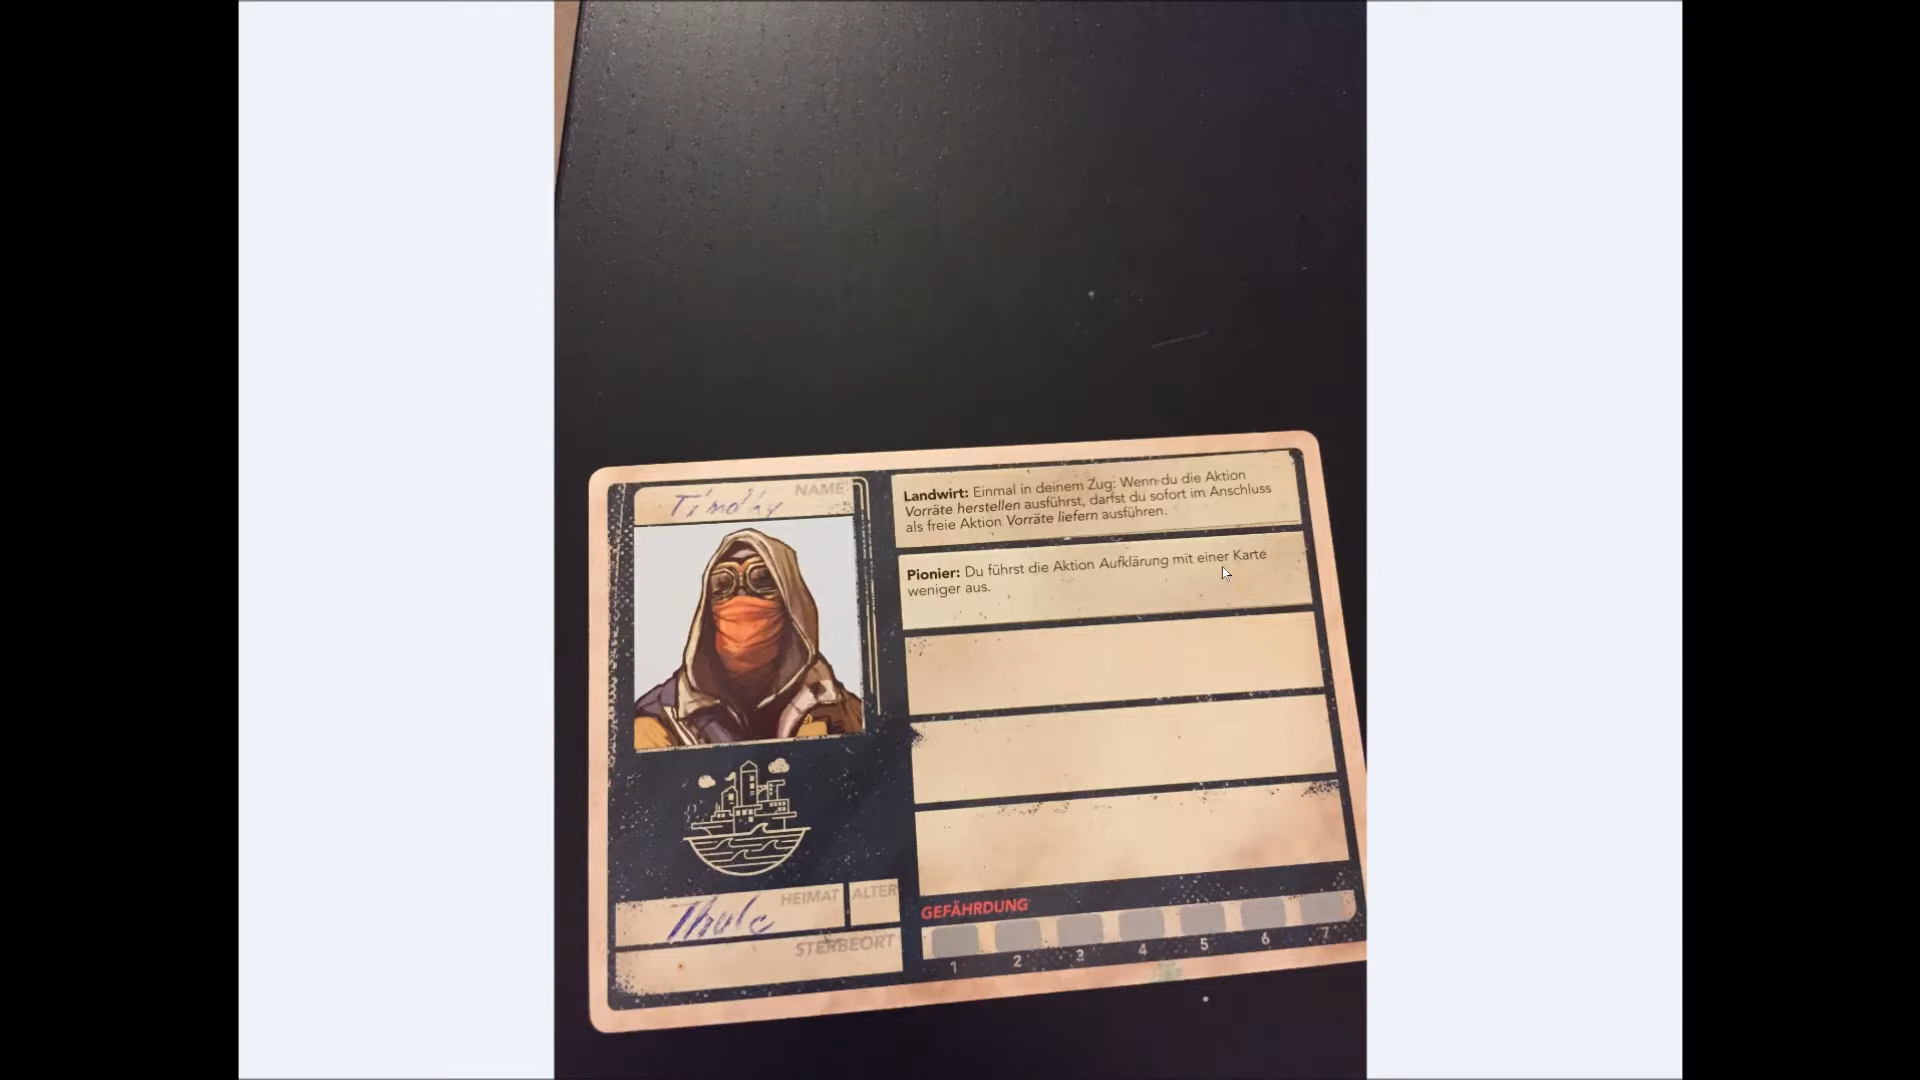 NAME
Timothy
Landwirt: Einmal in deinem Zug: Wenn du die Aktion
Vorräte herstellen ausführst, darfst du sofort im Anschluss
als freie Aktion Vorräte liefern ausführen.
Pionier: Du führst die Aktion Aufklärung mit einer Karte
weniger aus.
HEIMAT
Thule
ALTER
STERBEORT
GEFÄHRDUNG
1 2 3 4 5 6 7